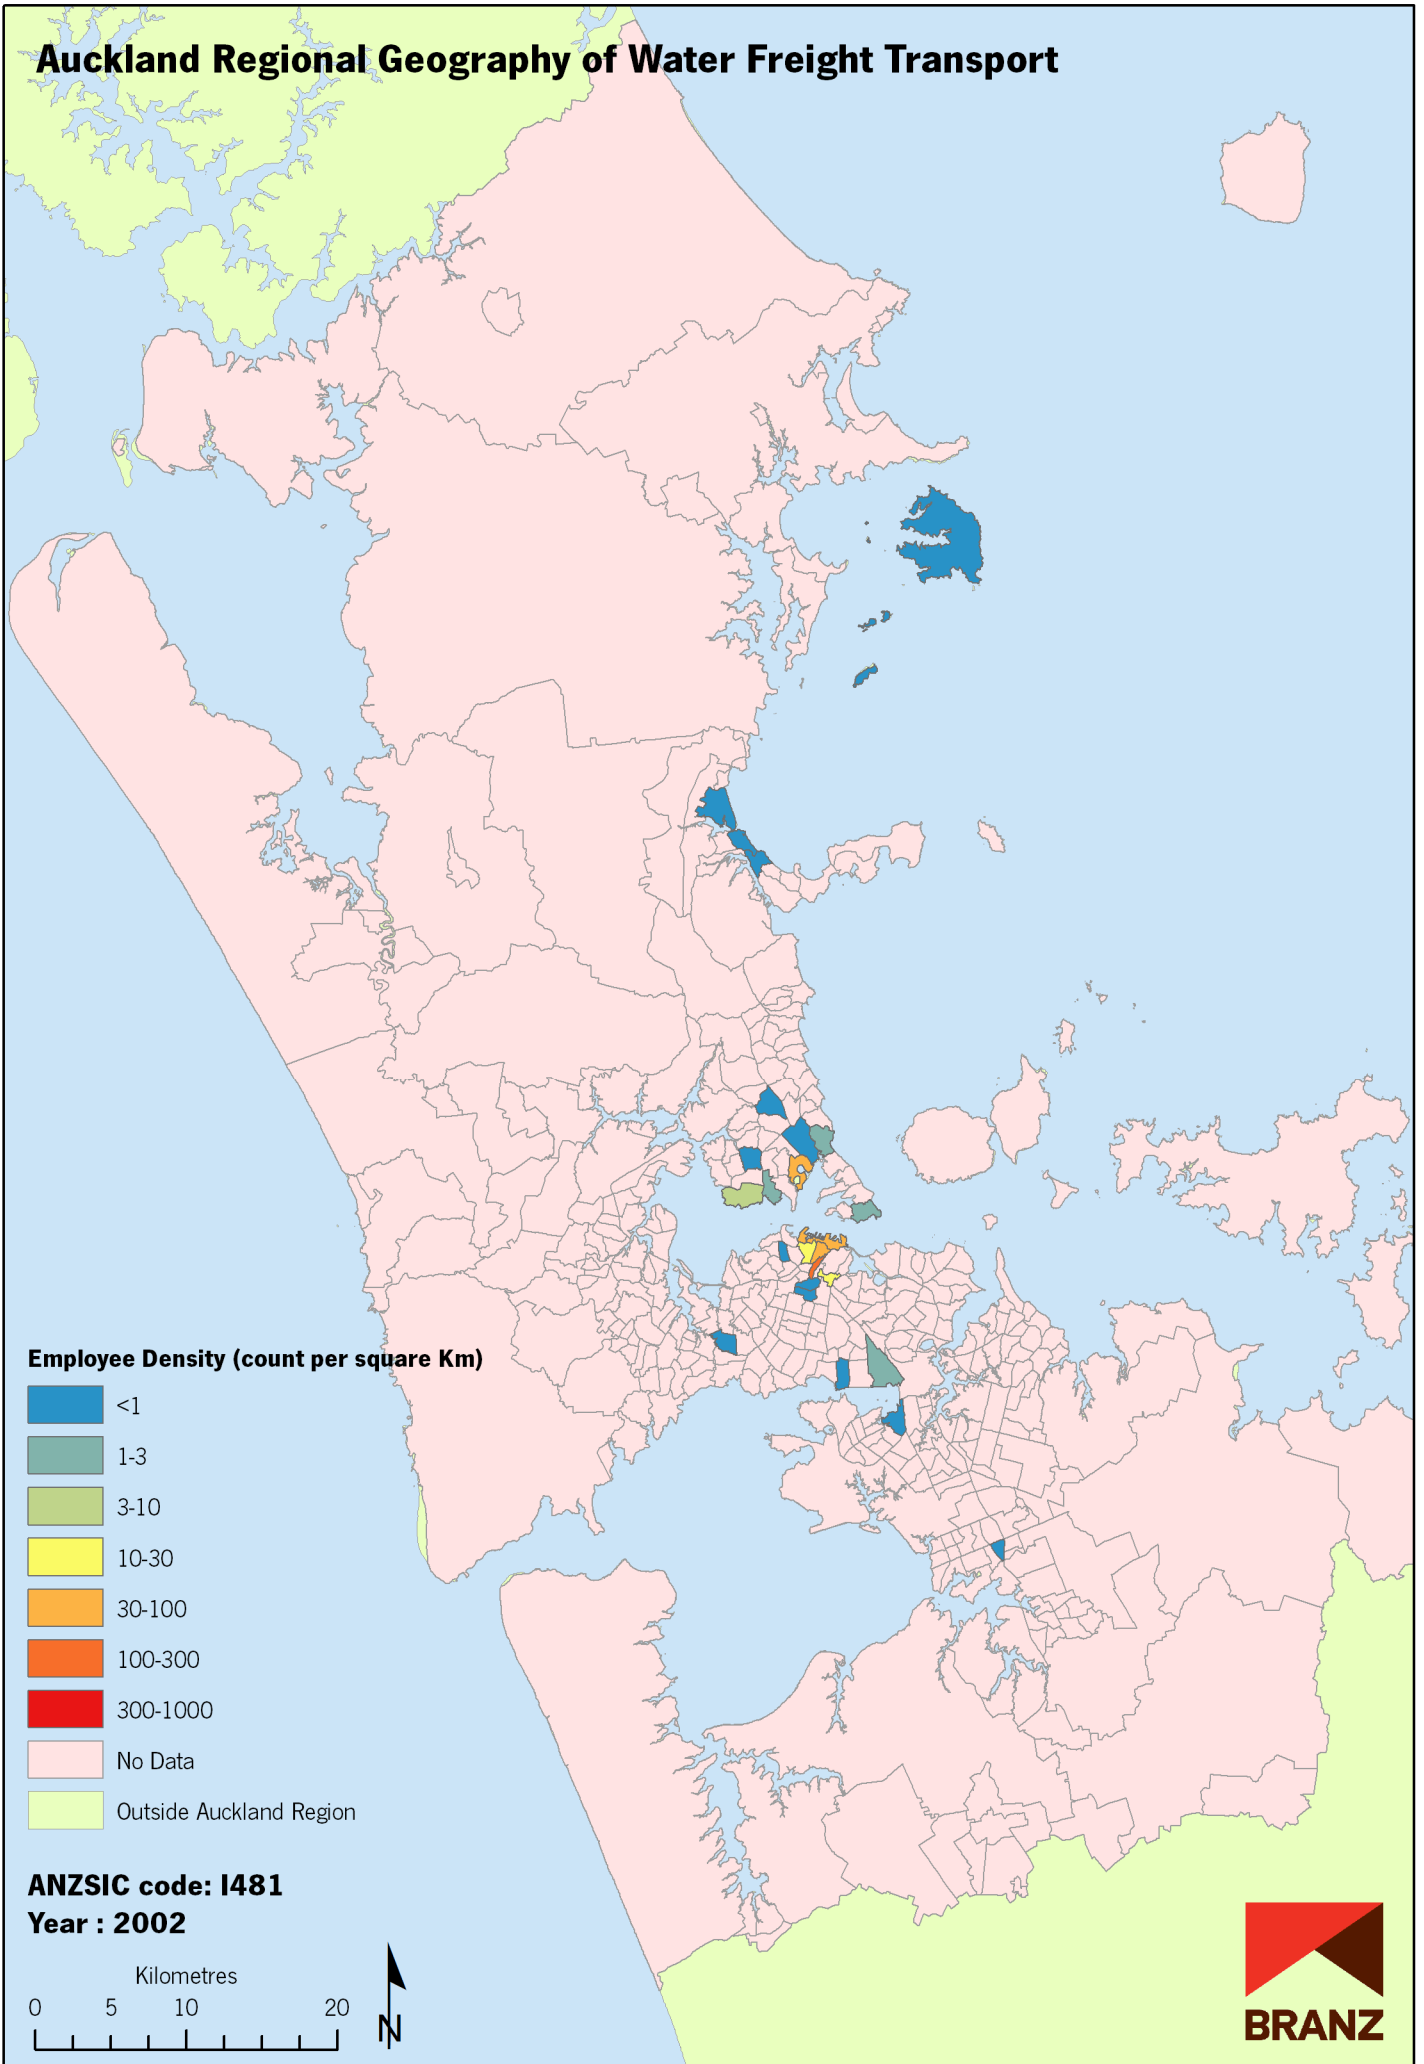 Auckland Regional Geography of Water Freight Transport
Employee Density (count per square Km)
<1
1-3
3-10
10-30
30-100
100-300
300-1000
No Data
Outside Auckland Region
ANZSIC code: I481
Year : 2002
Kilometres
0 5 10 20
N
BRANZ